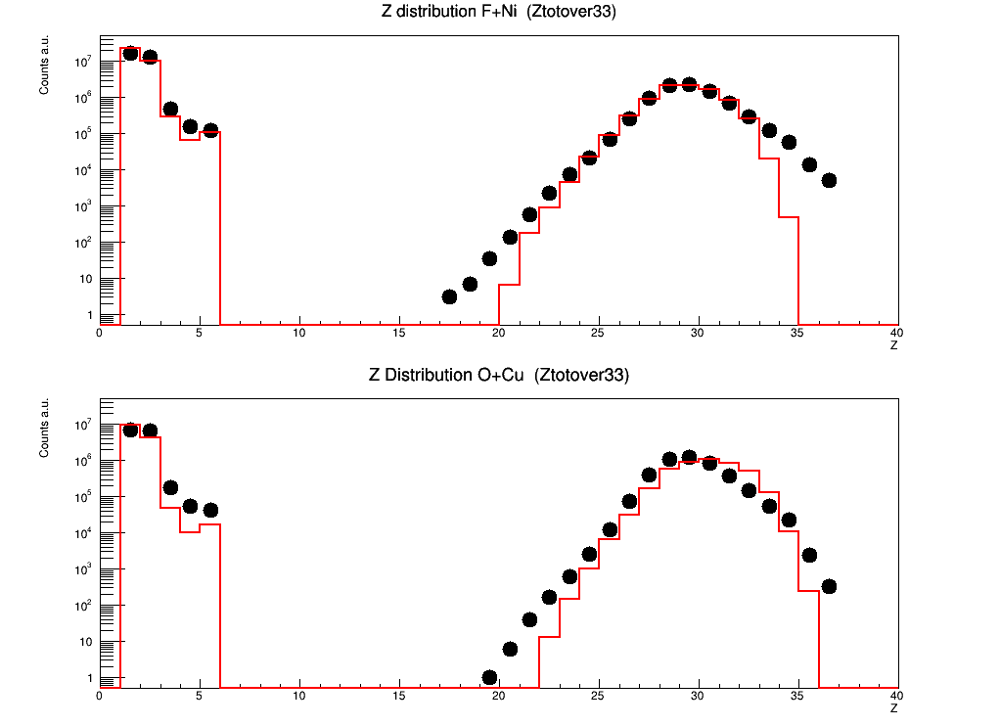 Z distribution F+Ni (Ztotover33)
Counts a.u.
10^7
10^6
10^5
10^4
10^3
10^2
10
1
0 5 10 15 20 25 30 35 40
Z
Z Distribution O+Cu (Ztotover33)
Counts a.u.
10^7
10^6
10^5
10^4
10^3
10^2
10
1
0 5 10 15 20 25 30 35 40
Z